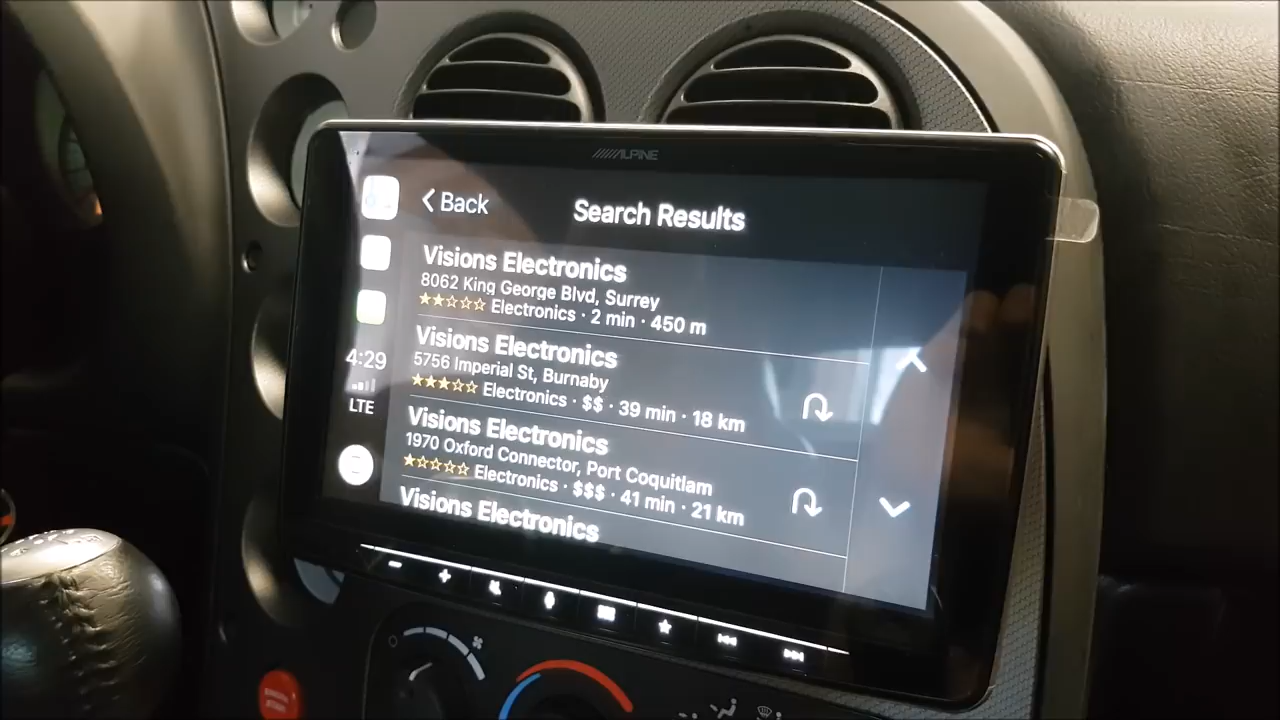 ALPINE
Back
Search Results
Visions Electronics
8062 King George Blvd, Surrey
★★☆☆☆ Electronics · 2 min · 450 m
Visions Electronics
5756 Imperial St, Burnaby
★★★☆☆ Electronics · $$ · 39 min · 18 km
Visions Electronics
1970 Oxford Connector, Port Coquitlam
★☆☆☆☆ Electronics · $$$ · 41 min · 21 km
Visions Electronics
4:29
LTE